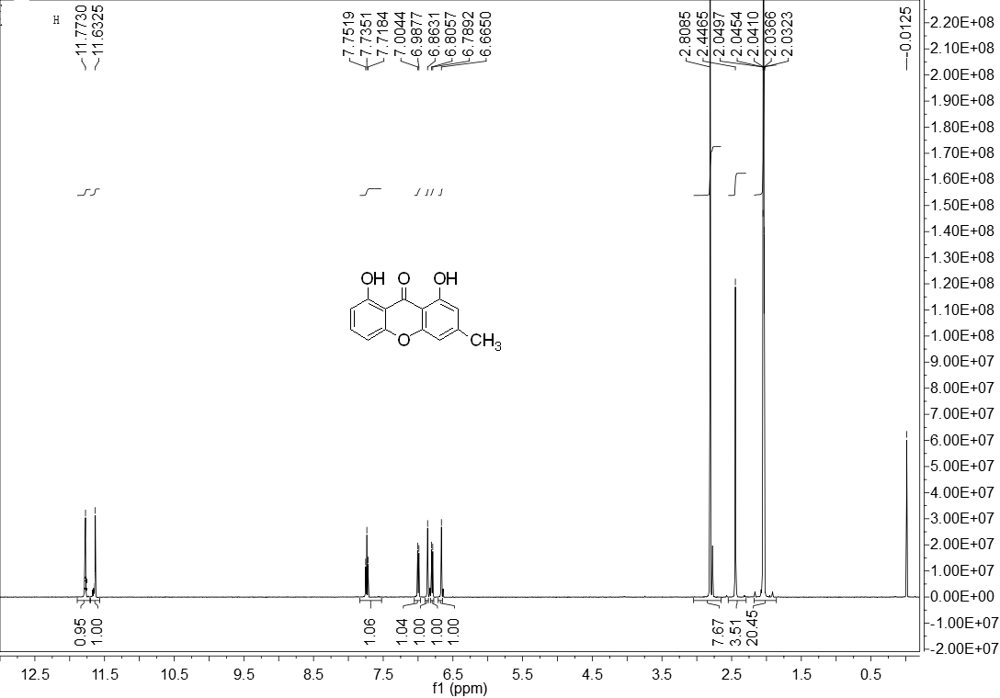 H
11.7730
11.6325
7.7519
7.7351
7.7184
7.0044
6.9877
6.8631
6.8057
6.7892
6.6650
2.8085
2.4465
2.0497
2.0454
2.0410
2.0366
2.0323
-0.0125
2.20E+08
2.10E+08
2.00E+08
1.90E+08
1.80E+08
1.70E+08
1.60E+08
1.50E+08
1.40E+08
1.30E+08
1.20E+08
1.10E+08
1.00E+08
9.00E+07
8.00E+07
7.00E+07
6.00E+07
5.00E+07
4.00E+07
3.00E+07
2.00E+07
1.00E+07
0.00E+00
-1.00E+07
-2.00E+07
OH O OH
O CH3
0.95
1.00
1.06
1.04
1.00
1.00
1.00
7.67
3.51
20.45
12.5 11.5 10.5 9.5 8.5 7.5 6.5 5.5 4.5 3.5 2.5 1.5 0.5
f1 (ppm)